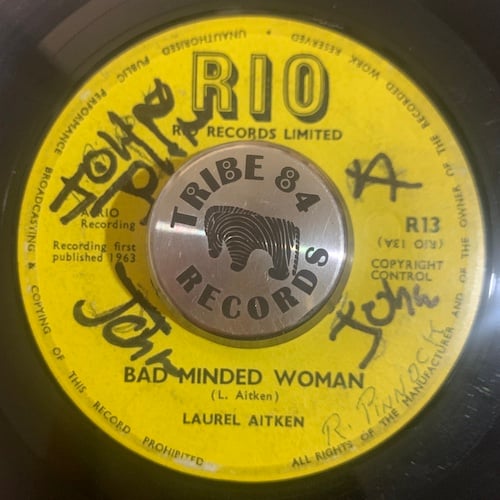 RIO
RIO RECORDS LIMITED
UNAUTHORISED PUBLIC PERFORMANCE BROADCASTING & COPYING OF THIS RECORD PROHIBITED
ALL RIGHTS OF THE MANUFACTURER AND OF THE OWNER OF THE RECORDED WORK RESERVED
A RIO
Recording
Recording first
published 1963
R13
(RIO 13A)
COPYRIGHT
CONTROL
TRIBE 84
RECORDS
A
John
John
BAD MINDED WOMAN
(L. Aitken)
LAUREL AITKEN
R. PINNOCK